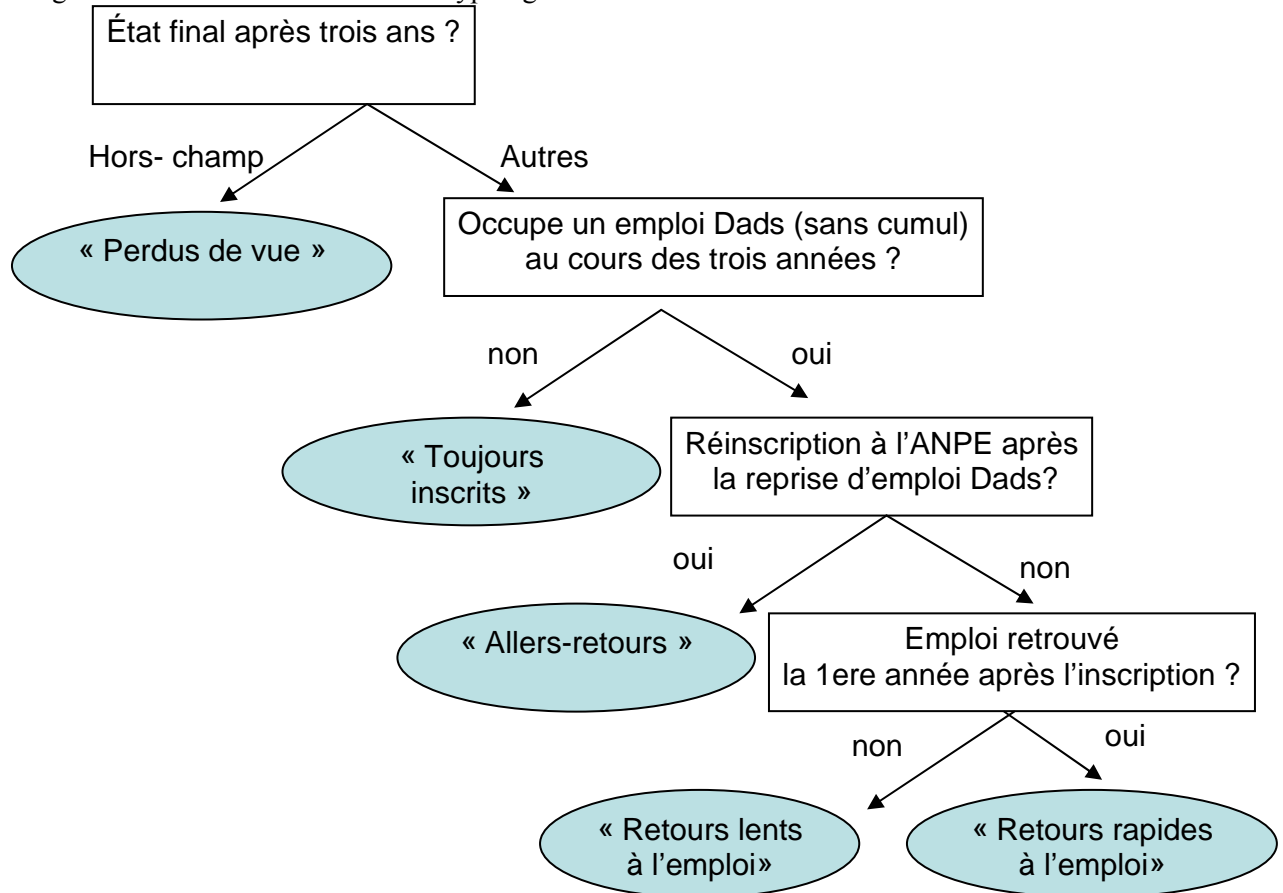 État final après trois ans ?
Hors- champ
Autres
« Perdus de vue »
Occupe un emploi Dads (sans cumul)
au cours des trois années ?
non
oui
« Toujours
inscrits »
Réinscription à l’ANPE après
la reprise d’emploi Dads?
oui
non
« Allers-retours »
Emploi retrouvé
la 1ere année après l’inscription ?
non
oui
« Retours lents
à l’emploi»
« Retours rapides
à l’emploi»